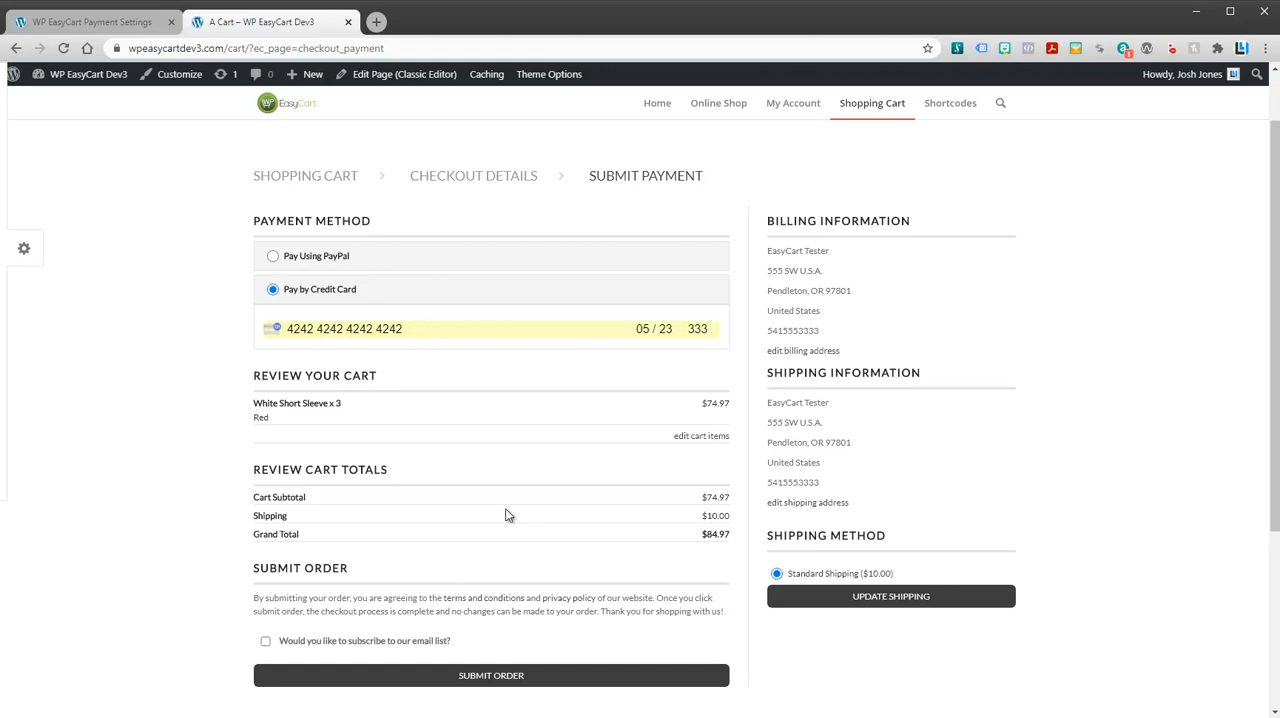 WP EasyCart Payment Settings
A Cart – WP EasyCart Dev3
wpeasycartdev3.com/cart/?ec_page=checkout_payment
WP EasyCart Dev3 Customize 1 0 New Edit Page (Classic Editor) Caching Theme Options Howdy, Josh Jones
WP EasyCart Home Online Shop My Account Shopping Cart Shortcodes
SHOPPING CART > CHECKOUT DETAILS > SUBMIT PAYMENT
PAYMENT METHOD
Pay Using PayPal
Pay by Credit Card
4242 4242 4242 4242 05 / 23 333
REVIEW YOUR CART
White Short Sleeve x 3 $74.97
Red
edit cart items
REVIEW CART TOTALS
Cart Subtotal $74.97
Shipping $10.00
Grand Total $84.97
SUBMIT ORDER
By submitting your order, you are agreeing to the terms and conditions and privacy policy of our website. Once you click
submit order, the checkout process is complete and no changes can be made to your order. Thank you for shopping with us!
Would you like to subscribe to our email list?
SUBMIT ORDER
BILLING INFORMATION
EasyCart Tester
555 SW U.S.A.
Pendleton, OR 97801
United States
5415553333
edit billing address
SHIPPING INFORMATION
EasyCart Tester
555 SW U.S.A.
Pendleton, OR 97801
United States
5415553333
edit shipping address
SHIPPING METHOD
Standard Shipping ($10.00)
UPDATE SHIPPING